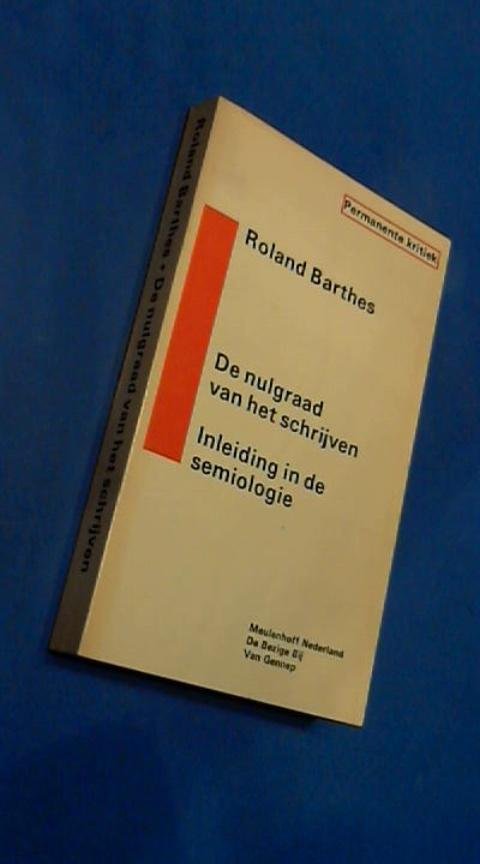 Permanente kritiek
Roland Barthes
De nulgraad
van het schrijven
Inleiding in de
semiologie
Meulenhoff Nederland
De Bezige Bij
Van Gennep
Roland Barthes • De nulgraad van het schrijven